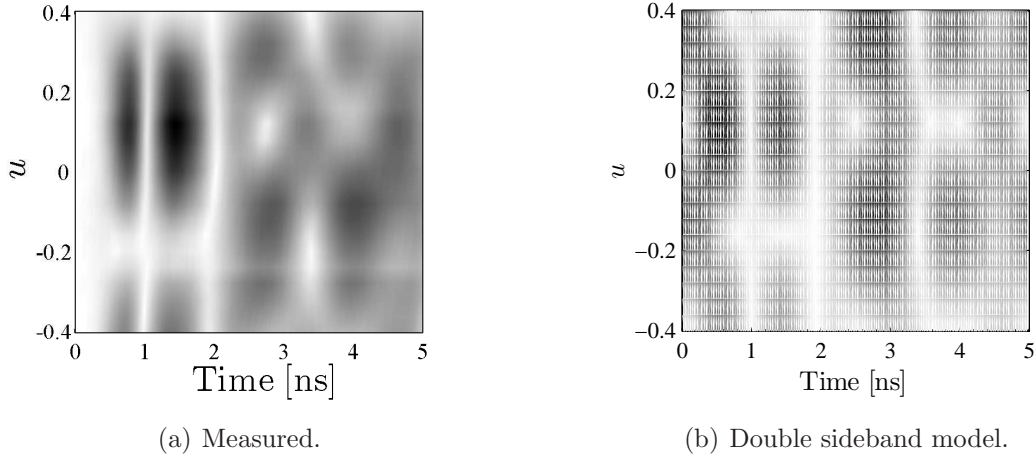 0.4
0.2
0
-0.2
-0.4
u
0 1 2 3 4 5
Time [ns]
(a) Measured.
0.4
0.2
0
−0.2
−0.4
u
0 1 2 3 4 5
Time [ns]
(b) Double sideband model.